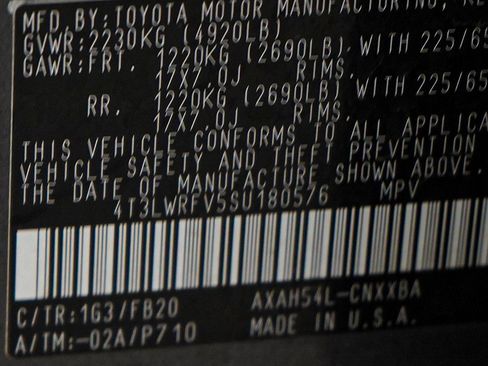 MFD.BY:TOYOTA MOTOR MANUFACTURING, KE
GVWR:2230KG (4920LB)
GAWR:FRT. 1220KG (2690LB) WITH 225/65
17X7.0J RIMS.
RR. 1220KG (2690LB) WITH 225/65
17X7.0J RIMS.
THIS VEHICLE CONFORMS TO ALL APPLICA
VEHICLE SAFETY AND THEFT PREVENTION
THE DATE OF MANUFACTURE SHOWN ABOVE.
4T3LWRFV5SU180576 MPV
C/TR:1G3/FB20 AXAH54L-CNXXBA
A/TM:-02A/P710 MADE IN U.S.A.